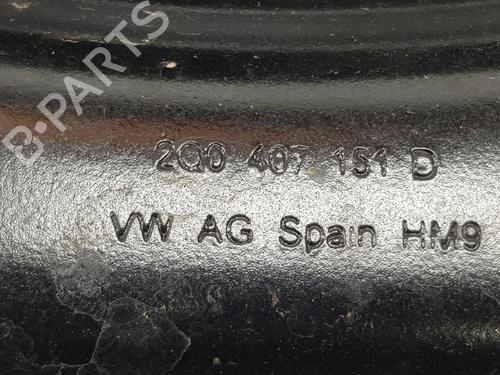 B-PARTS
2Q0 407 151 D
VW AG Spain HM9